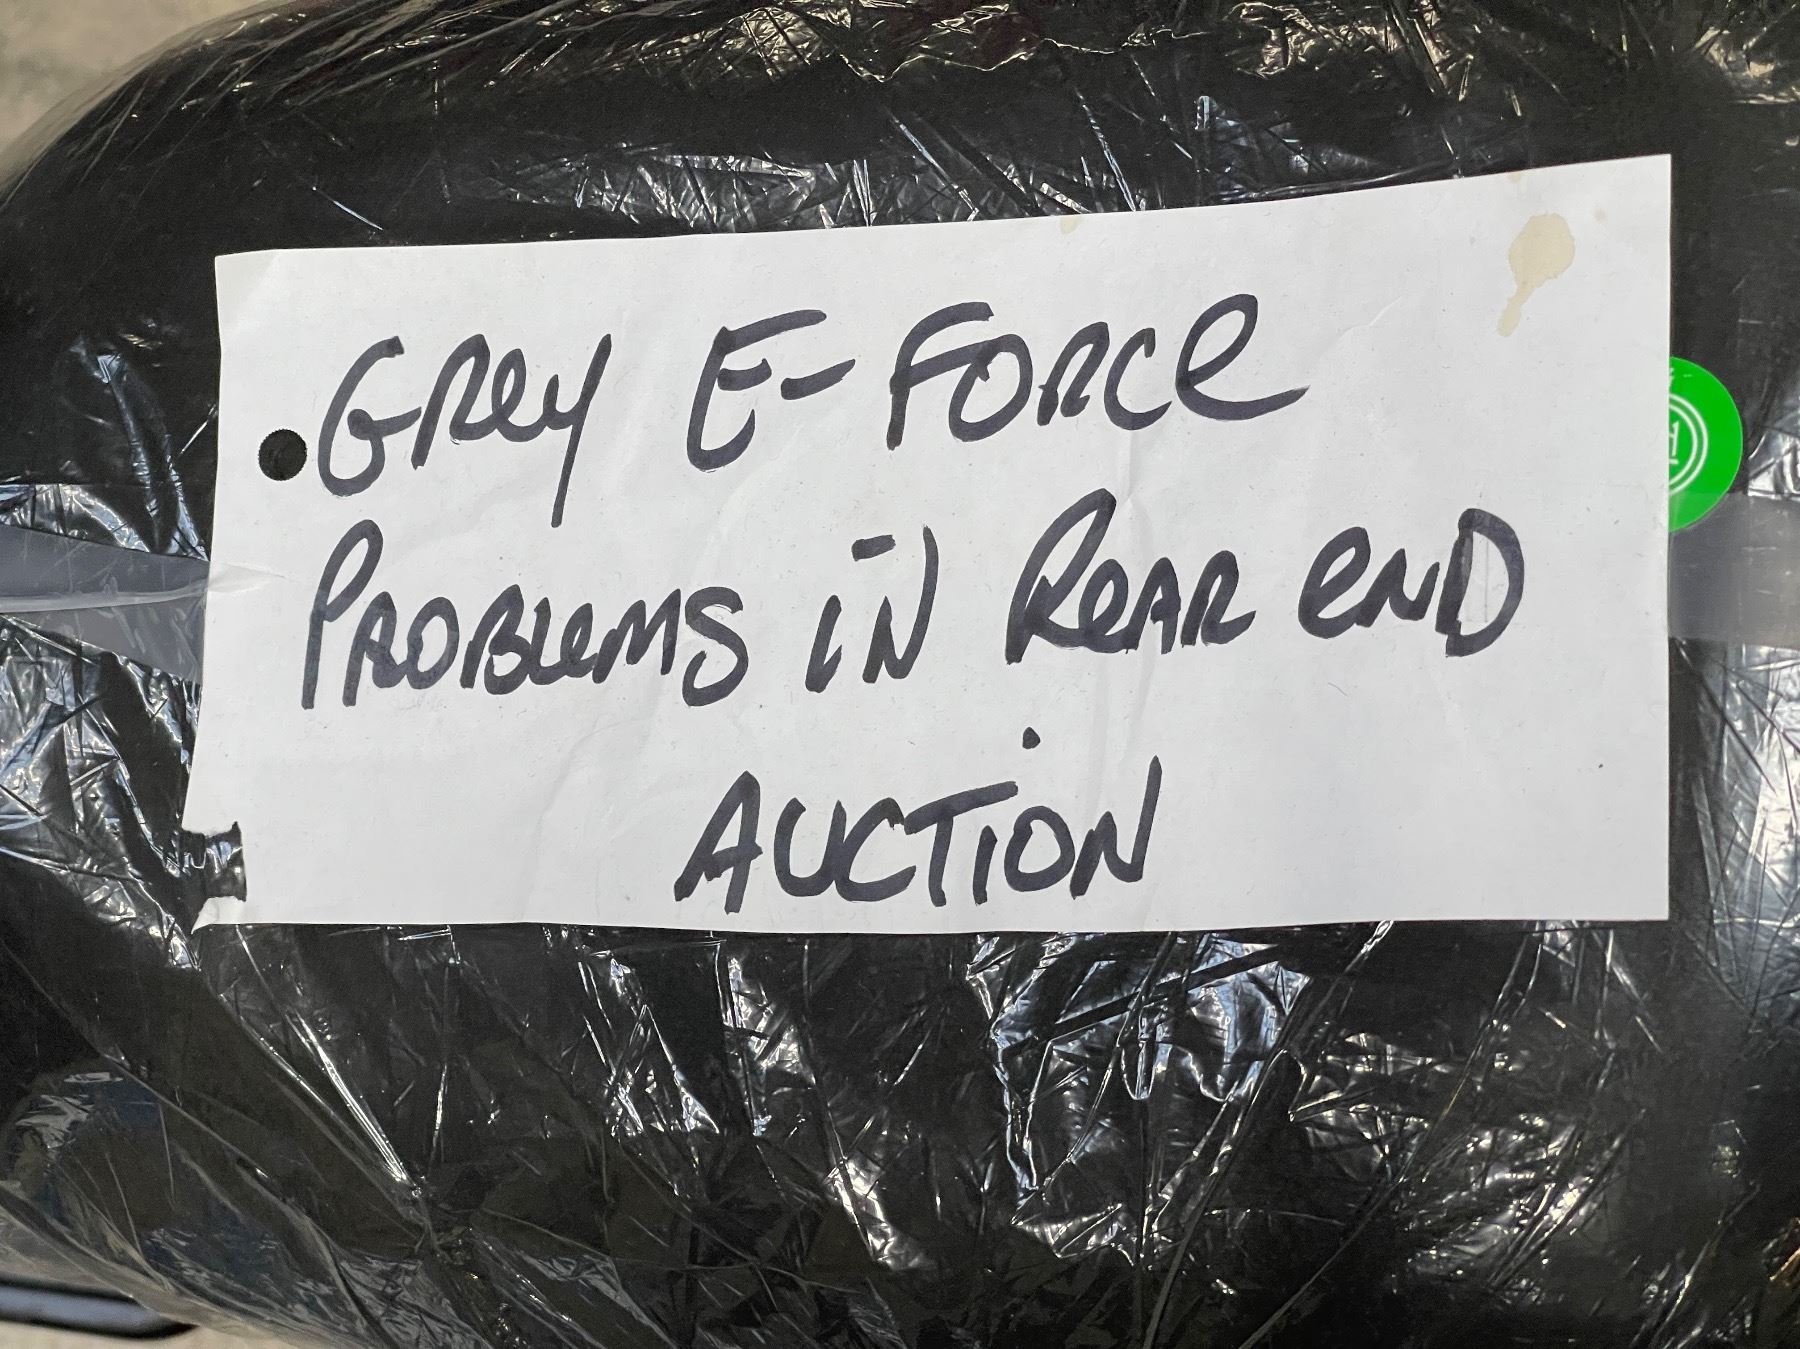 GRey E-FORCe
PROBLeMS iN ReAR eND
AUCTiON